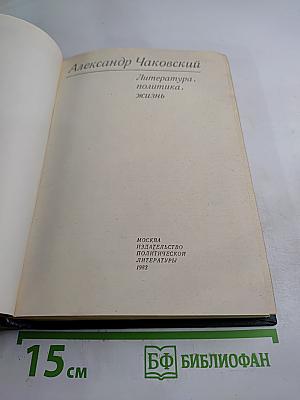 Александр Чаковский
Литература,
политика,
жизнь
МОСКВА
ИЗДАТЕЛЬСТВО
ПОЛИТИЧЕСКОЙ
ЛИТЕРАТУРЫ
1982
15 см
БФ БИБЛИОФАН